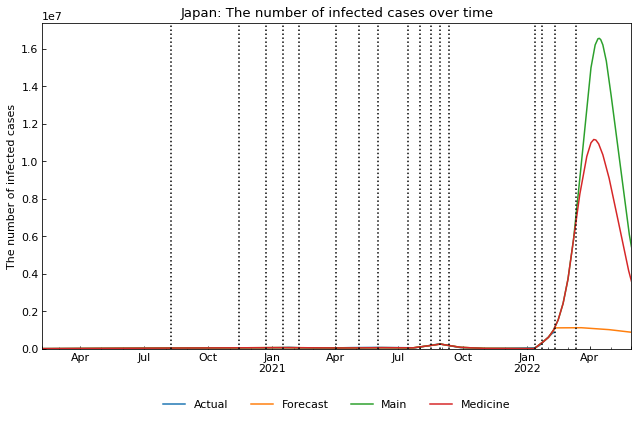 Japan: The number of infected cases over time
1e7
The number of infected cases
1.6
1.4
1.2
1.0
0.8
0.6
0.4
0.2
0.0
Apr Jul Oct Jan Apr Jul Oct Jan Apr
2021 2022
Actual Forecast Main Medicine